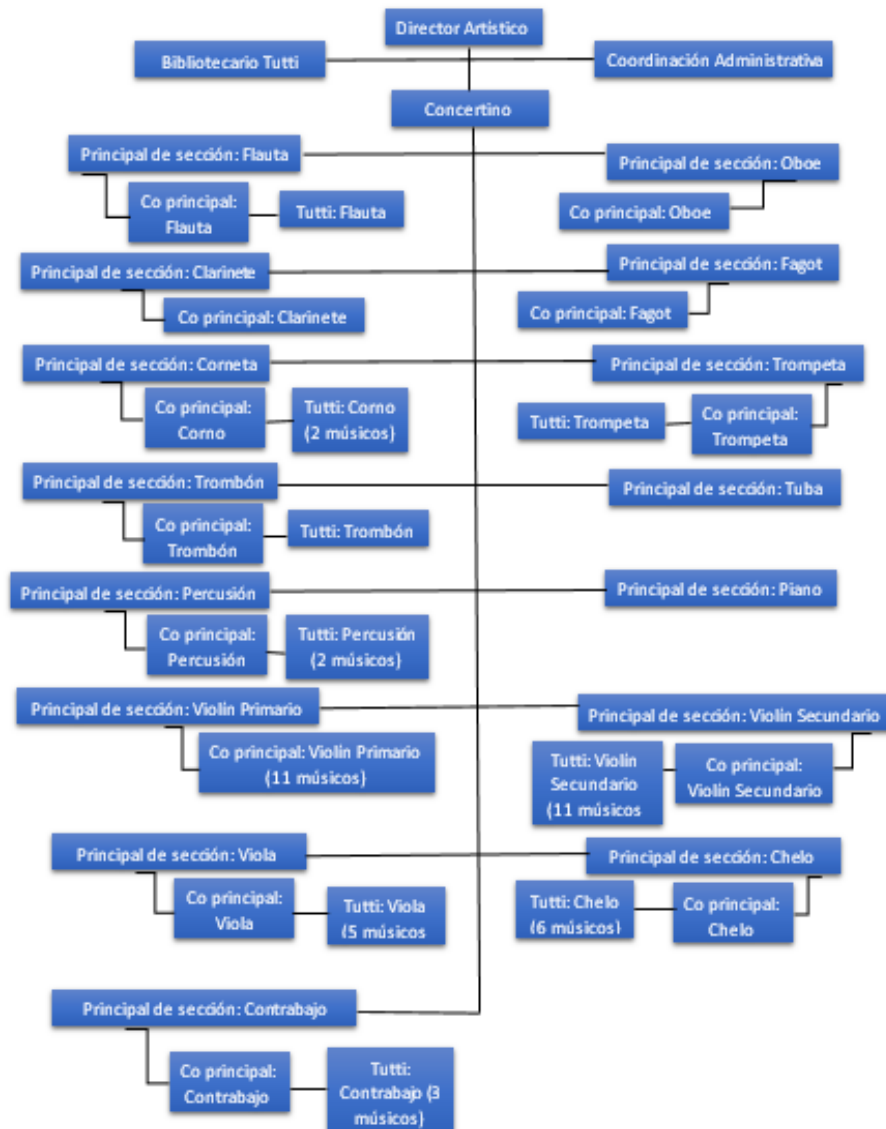 Director Artístico
Bibliotecario Tutti
Coordinación Administrativa
Concertino
Principal de sección: Flauta
Principal de sección: Oboe
Co principal:
Flauta
Tutti: Flauta
Co principal: Oboe
Principal de sección: Clarinete
Principal de sección: Fagot
Co principal: Clarinete
Co principal: Fagot
Principal de sección: Corneta
Principal de sección: Trompeta
Co principal:
Corno
Tutti: Corno
(2 músicos)
Tutti: Trompeta
Co principal:
Trompeta
Principal de sección: Trombón
Principal de sección: Tuba
Co principal:
Trombón
Tutti: Trombón
Principal de sección: Percusión
Principal de sección: Piano
Co principal:
Percusión
Tutti: Percusión
(2 músicos)
Principal de sección: Violín Primario
Principal de sección: Violín Secundario
Co principal: Violín Primario
(11 músicos)
Tutti: Violín
Secundario
(11 músicos
Co principal:
Violín Secundario
Principal de sección: Viola
Principal de sección: Chelo
Co principal:
Viola
Tutti: Viola
(5 músicos
Tutti: Chelo
(6 músicos)
Co principal:
Chelo
Principal de sección: Contrabajo
Co principal:
Contrabajo
Tutti:
Contrabajo (3
músicos)